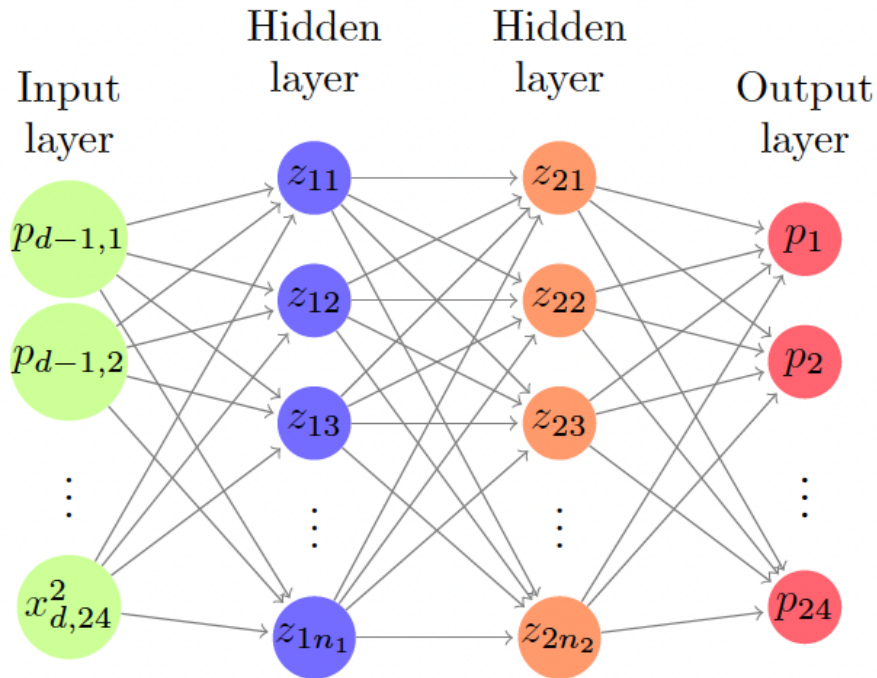 Input
layer
p_{d−1,1}
p_{d−1,2}
⋮
x^2_{d,24}
Hidden
layer
z_{11}
z_{12}
z_{13}
⋮
z_{1n_1}
Hidden
layer
z_{21}
z_{22}
z_{23}
⋮
z_{2n_2}
Output
layer
p_1
p_2
⋮
p_{24}